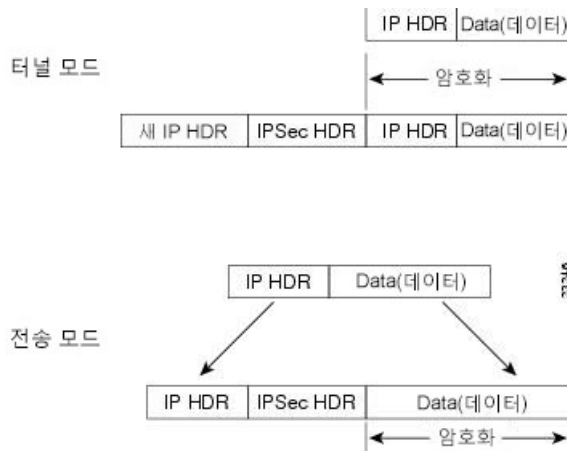 IP HDR Data(데이터)
터널 모드
암호화
새 IP HDR IPSec HDR IP HDR Data(데이터)
IP HDR Data(데이터)
전송 모드
IP HDR IPSec HDR Data(데이터)
암호화